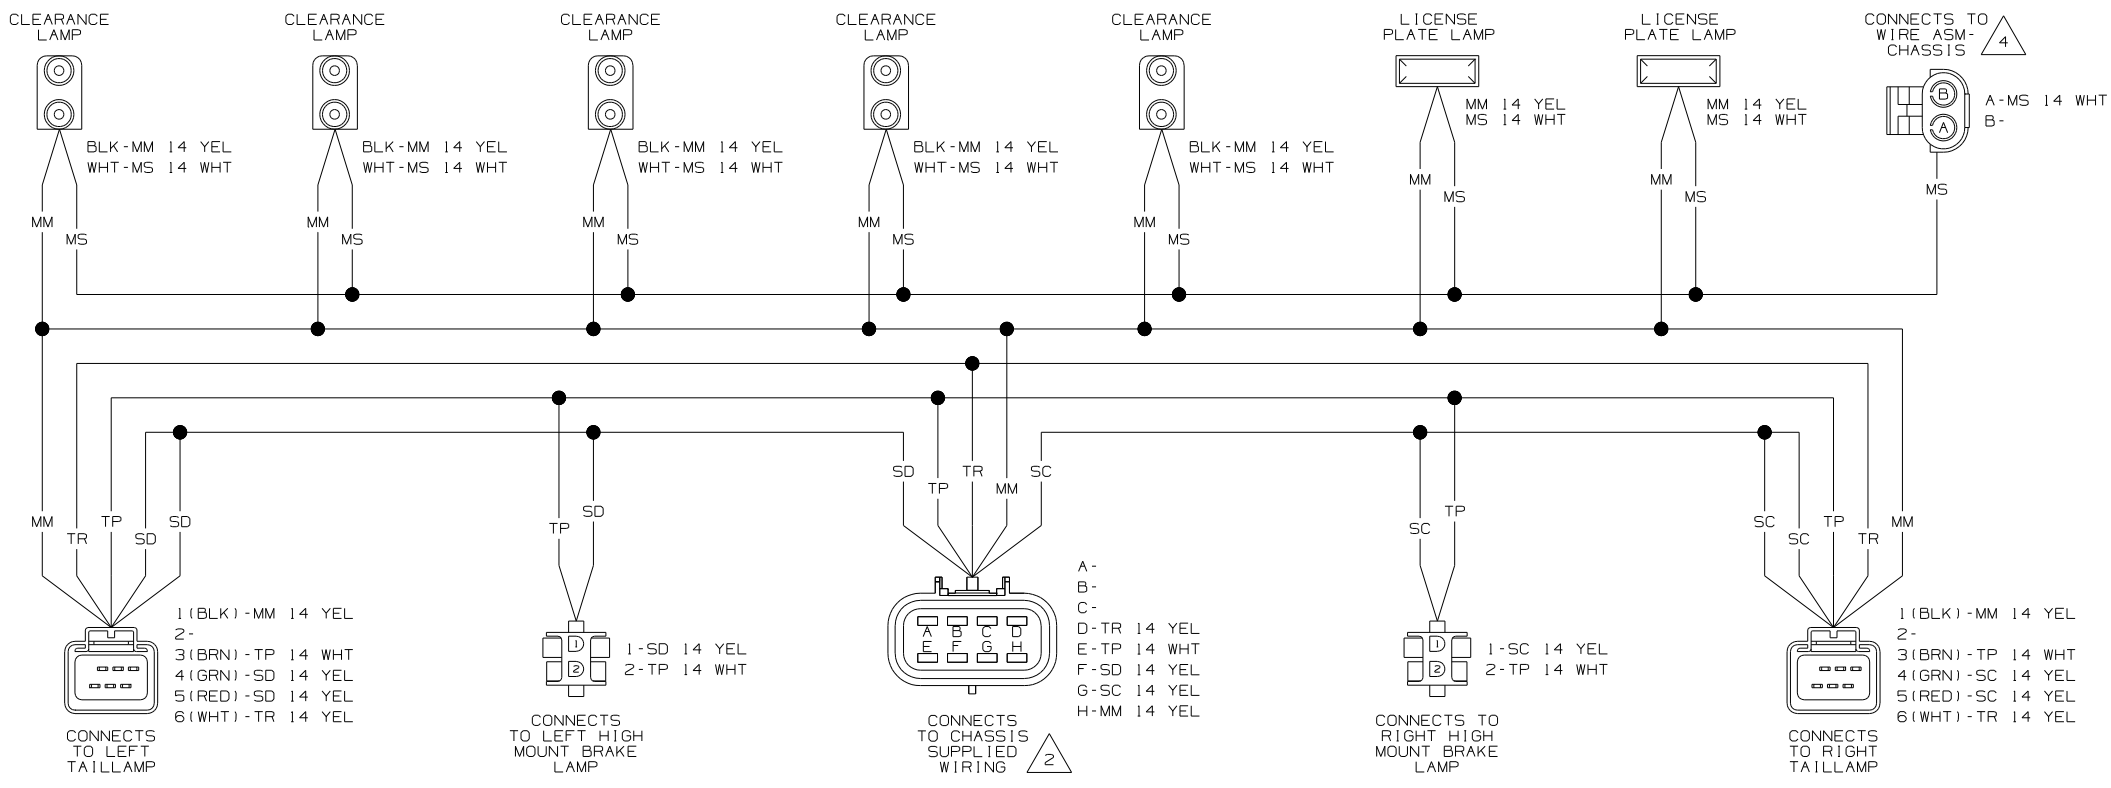 CLEARANCE
LAMP
CLEARANCE
LAMP
CLEARANCE
LAMP
CLEARANCE
LAMP
CLEARANCE
LAMP
LICENSE
PLATE LAMP
LICENSE
PLATE LAMP
CONNECTS TO
WIRE ASM-
CHASSIS
4
B
A
A-MS 14 WHT
B-
BLK-MM 14 YEL
WHT-MS 14 WHT
BLK-MM 14 YEL
WHT-MS 14 WHT
BLK-MM 14 YEL
WHT-MS 14 WHT
BLK-MM 14 YEL
WHT-MS 14 WHT
BLK-MM 14 YEL
WHT-MS 14 WHT
MM 14 YEL
MS 14 WHT
MM 14 YEL
MS 14 WHT
MM
MS
MM
MS
MM
MS
MM
MS
MM
MS
MM
MS
MM
MS
MS
MM
TR
TP
SD
SD
TP
SD
SD
TP
TR
MM
SC
SC
TP
SC
SC
TP
TR
MM
1(BLK)-MM 14 YEL
2-
3(BRN)-TP 14 WHT
4(GRN)-SD 14 YEL
5(RED)-SD 14 YEL
6(WHT)-TR 14 YEL
CONNECTS
TO LEFT
TAILLAMP
1
2
1-SD 14 YEL
2-TP 14 WHT
CONNECTS
TO LEFT HIGH
MOUNT BRAKE
LAMP
A B C D
E F G H
A-
B-
C-
D-TR 14 YEL
E-TP 14 WHT
F-SD 14 YEL
G-SC 14 YEL
H-MM 14 YEL
CONNECTS
TO CHASSIS
SUPPLIED
WIRING
2
1
2
1-SC 14 YEL
2-TP 14 WHT
CONNECTS TO
RIGHT HIGH
MOUNT BRAKE
LAMP
1(BLK)-MM 14 YEL
2-
3(BRN)-TP 14 WHT
4(GRN)-SC 14 YEL
5(RED)-SC 14 YEL
6(WHT)-TR 14 YEL
CONNECTS
TO RIGHT
TAILLAMP